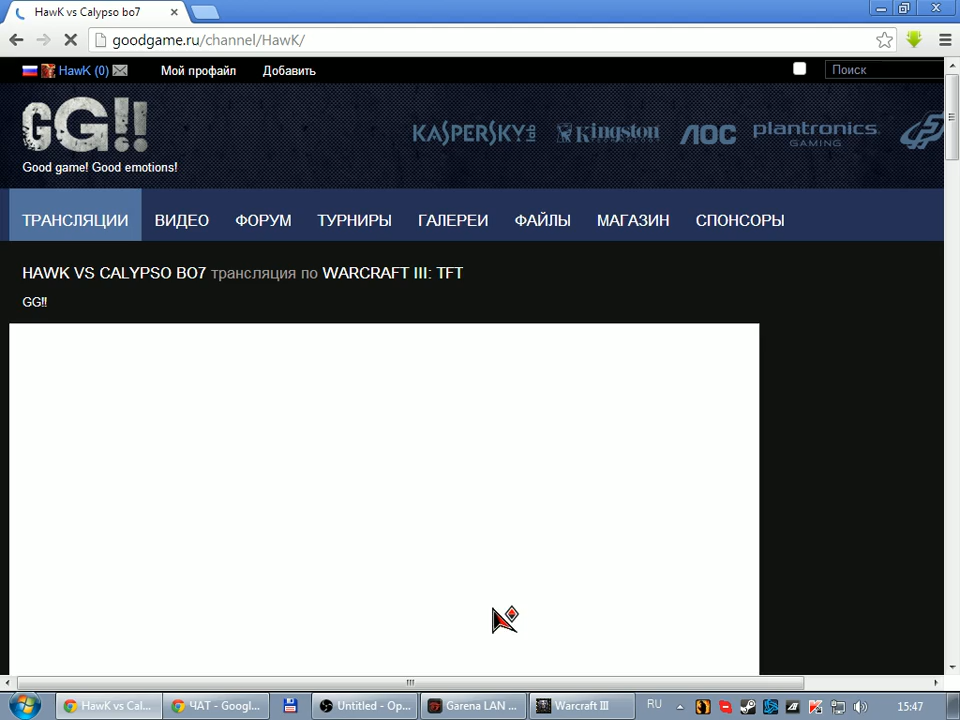 HawK vs Calypso bo7
goodgame.ru/channel/HawK/
HawK (0) Мой профайл Добавить Поиск
GG!!
Good game! Good emotions!
KASPERSKY LAB Kingston TECHNOLOGY AOC plantronics. GAMING
ТРАНСЛЯЦИИ ВИДЕО ФОРУМ ТУРНИРЫ ГАЛЕРЕИ ФАЙЛЫ МАГАЗИН СПОНСОРЫ
HAWK VS CALYPSO BO7 трансляция по WARCRAFT III: TFT
GG!!
HawK vs Cal... ЧАТ - Googl... Untitled - Op... Garena LAN ... Warcraft III RU 15:47